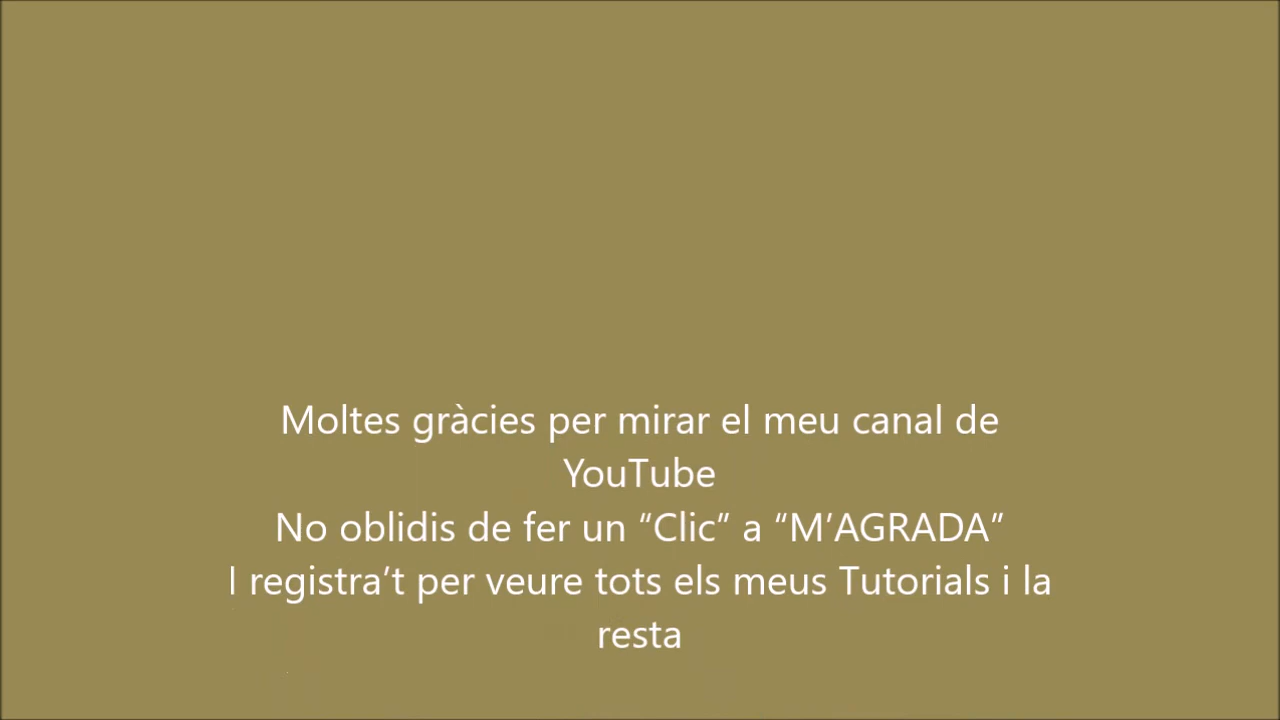 Moltes gràcies per mirar el meu canal de
YouTube
No oblidis de fer un “Clic” a “M’AGRADA”
I registra’t per veure tots els meus Tutorials i la
resta